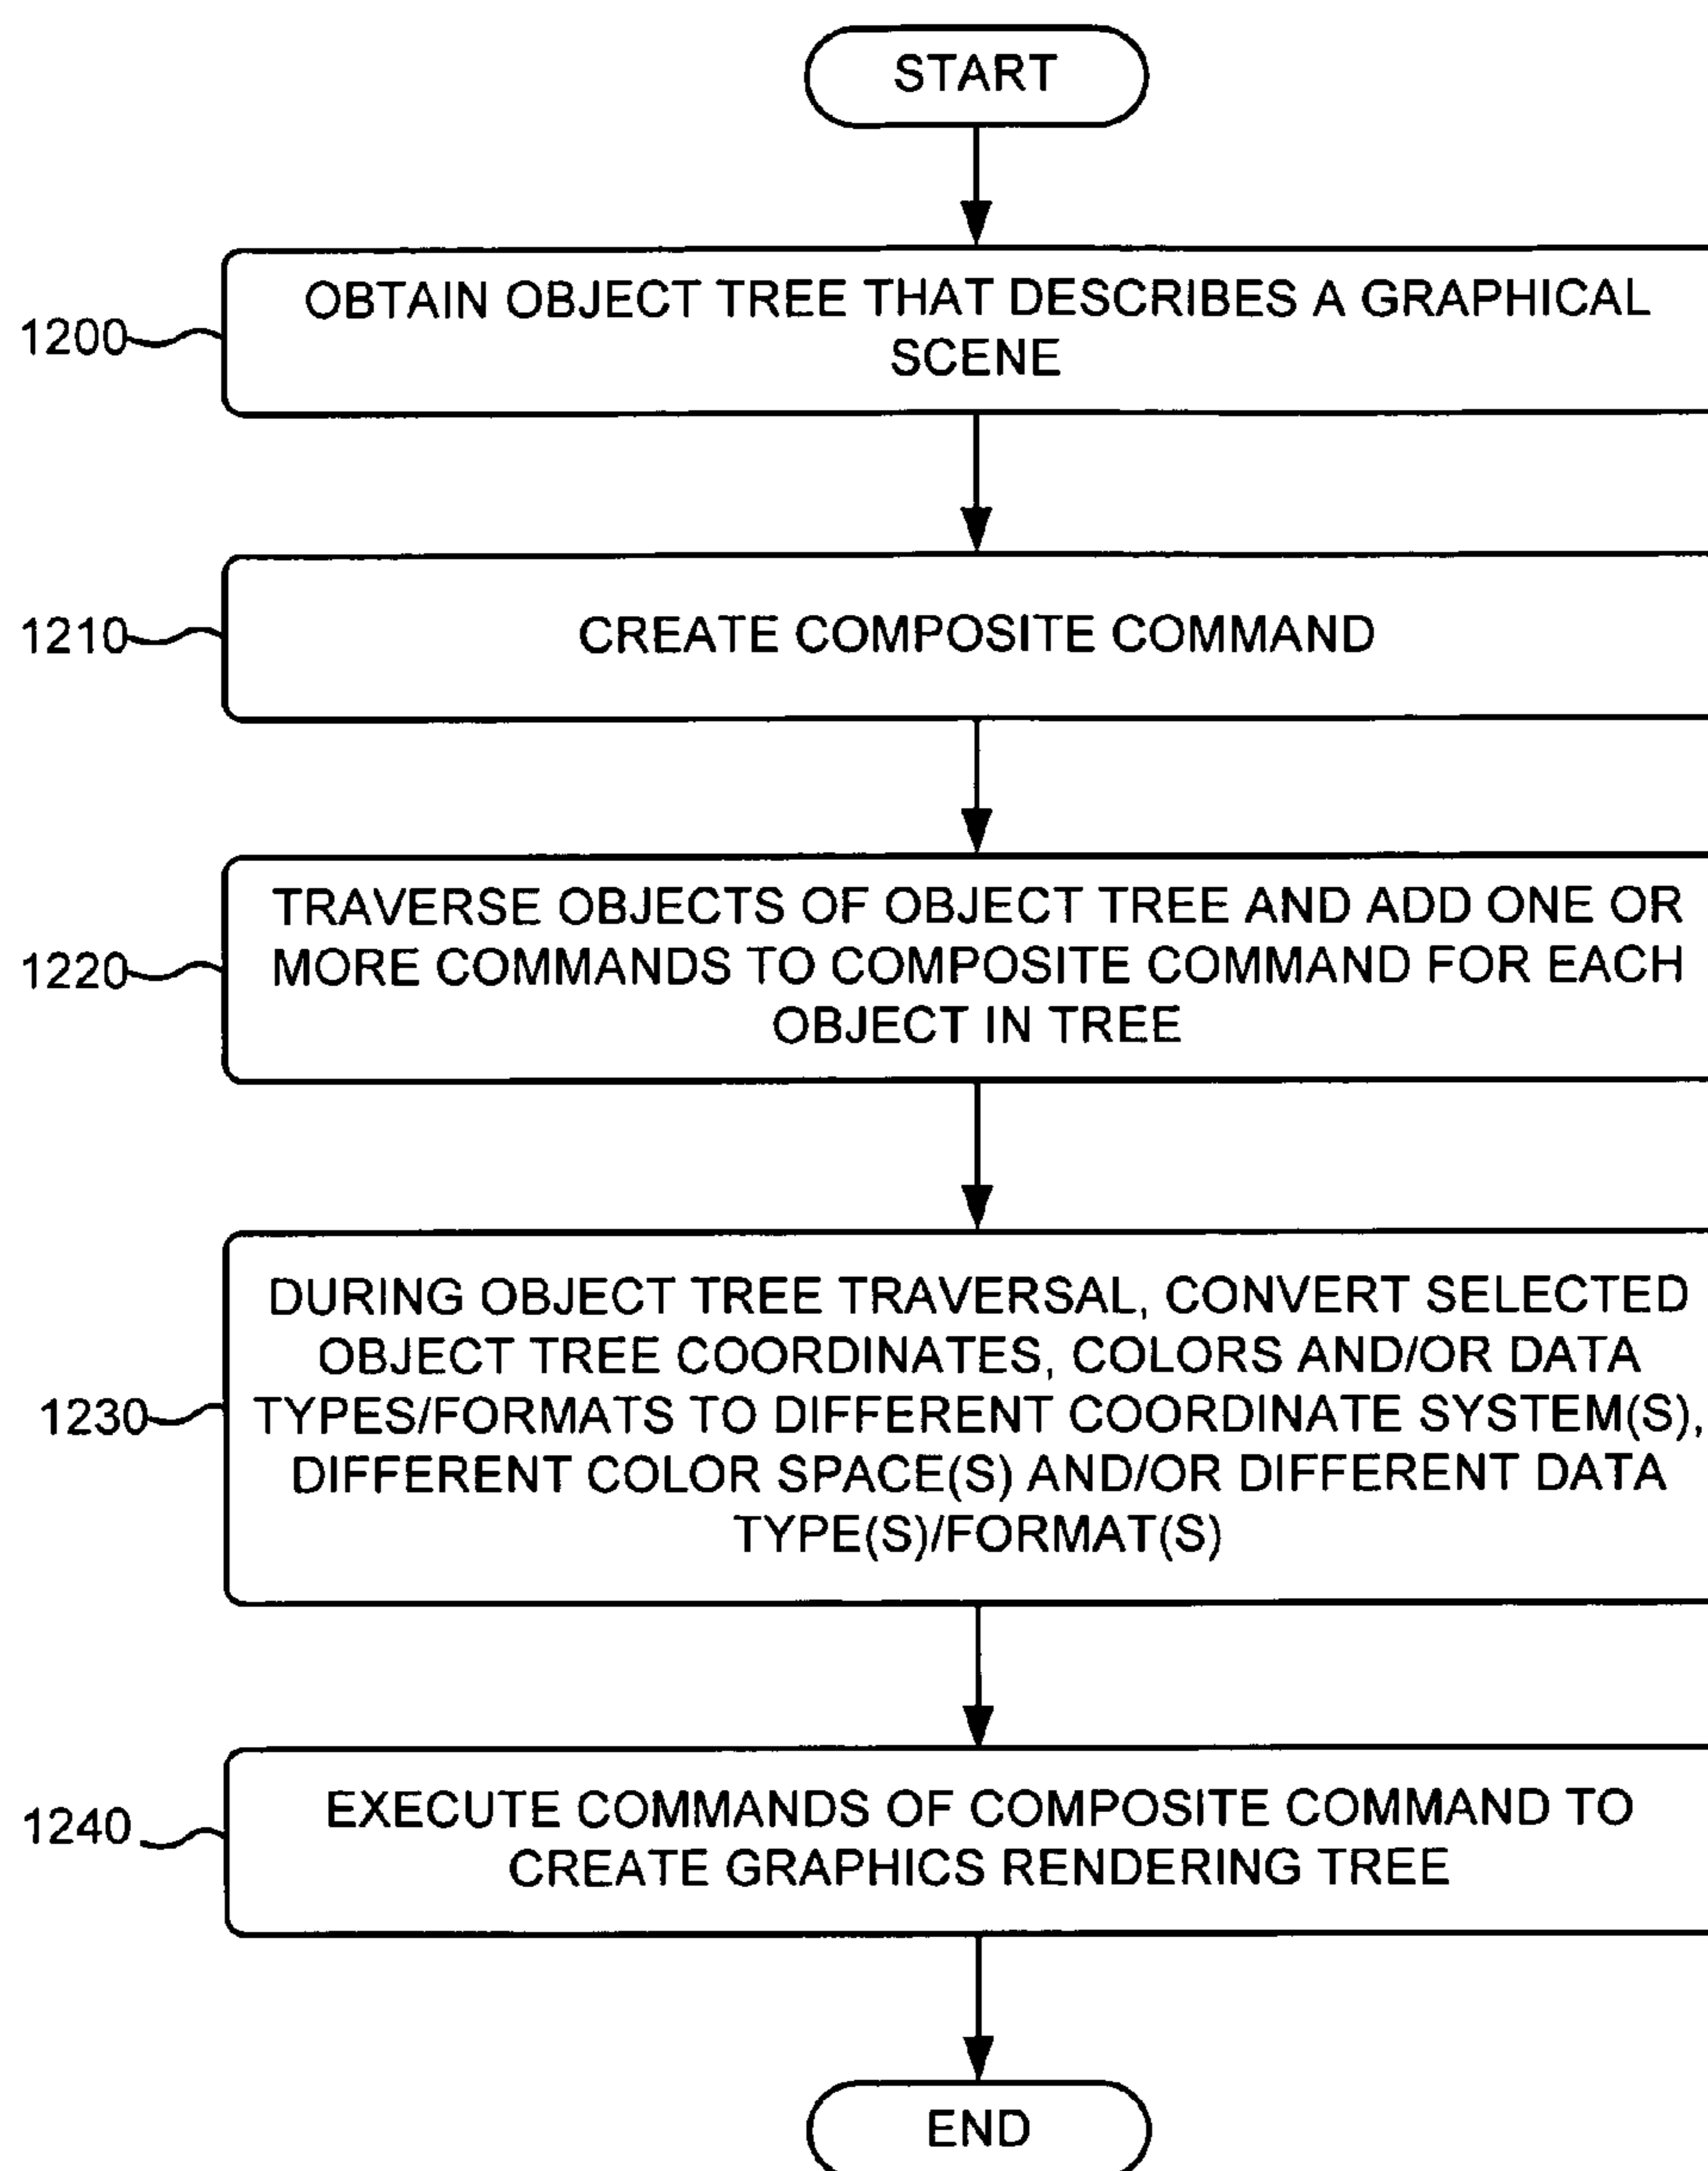 START
OBTAIN OBJECT TREE THAT DESCRIBES A GRAPHICAL
SCENE
1200
CREATE COMPOSITE COMMAND
1210
TRAVERSE OBJECTS OF OBJECT TREE AND ADD ONE OR
MORE COMMANDS TO COMPOSITE COMMAND FOR EACH
OBJECT IN TREE
1220
DURING OBJECT TREE TRAVERSAL, CONVERT SELECTED
OBJECT TREE COORDINATES, COLORS AND/OR DATA
TYPES/FORMATS TO DIFFERENT COORDINATE SYSTEM(S),
DIFFERENT COLOR SPACE(S) AND/OR DIFFERENT DATA
TYPE(S)/FORMAT(S)
1230
EXECUTE COMMANDS OF COMPOSITE COMMAND TO
CREATE GRAPHICS RENDERING TREE
1240
END